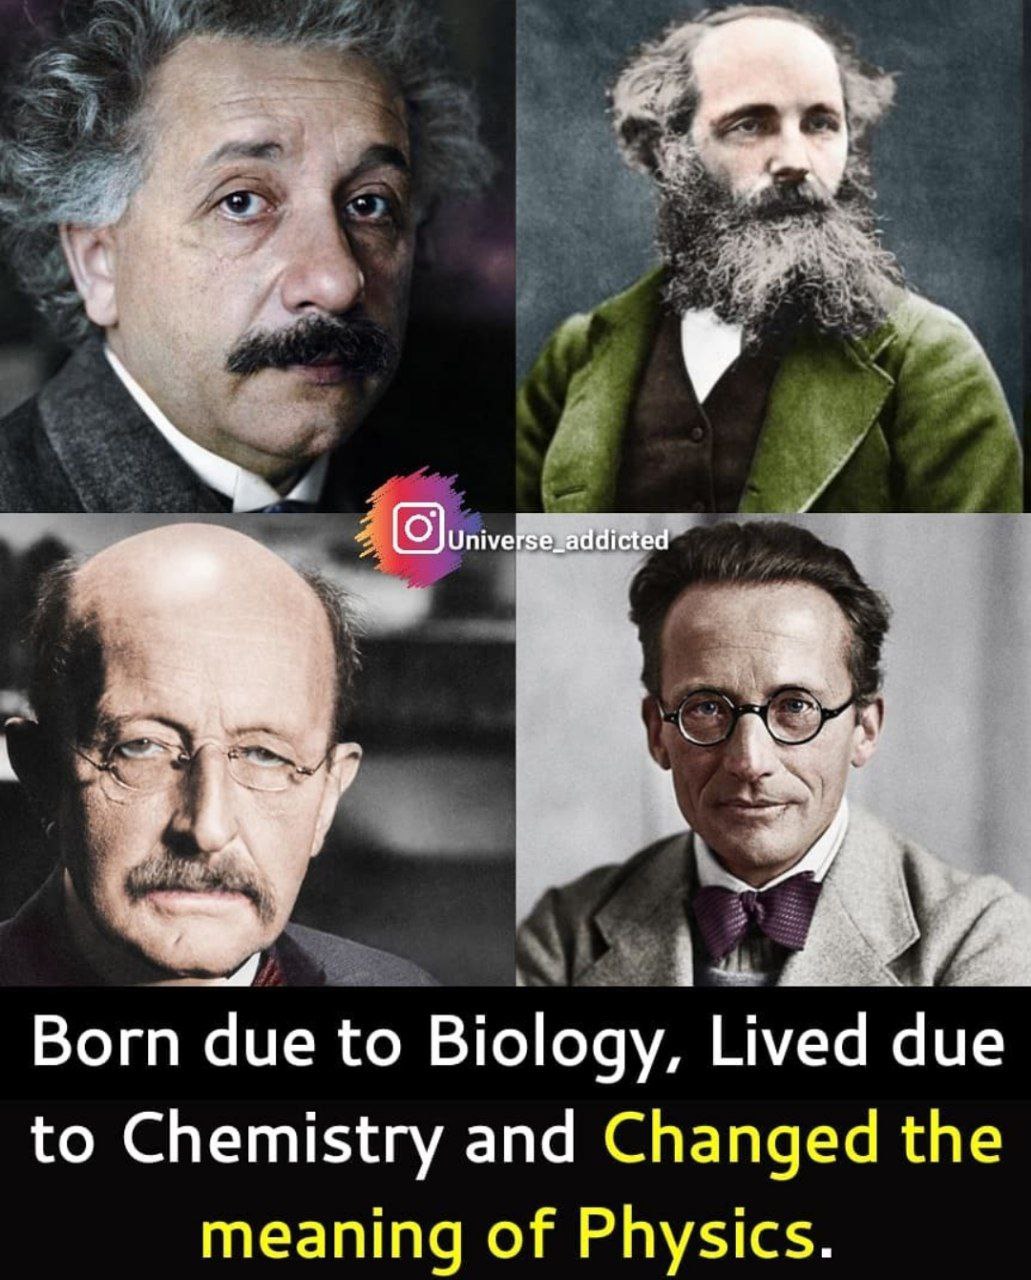 Universe_addicted
Born due to Biology, Lived due
to Chemistry and Changed the
meaning of Physics.